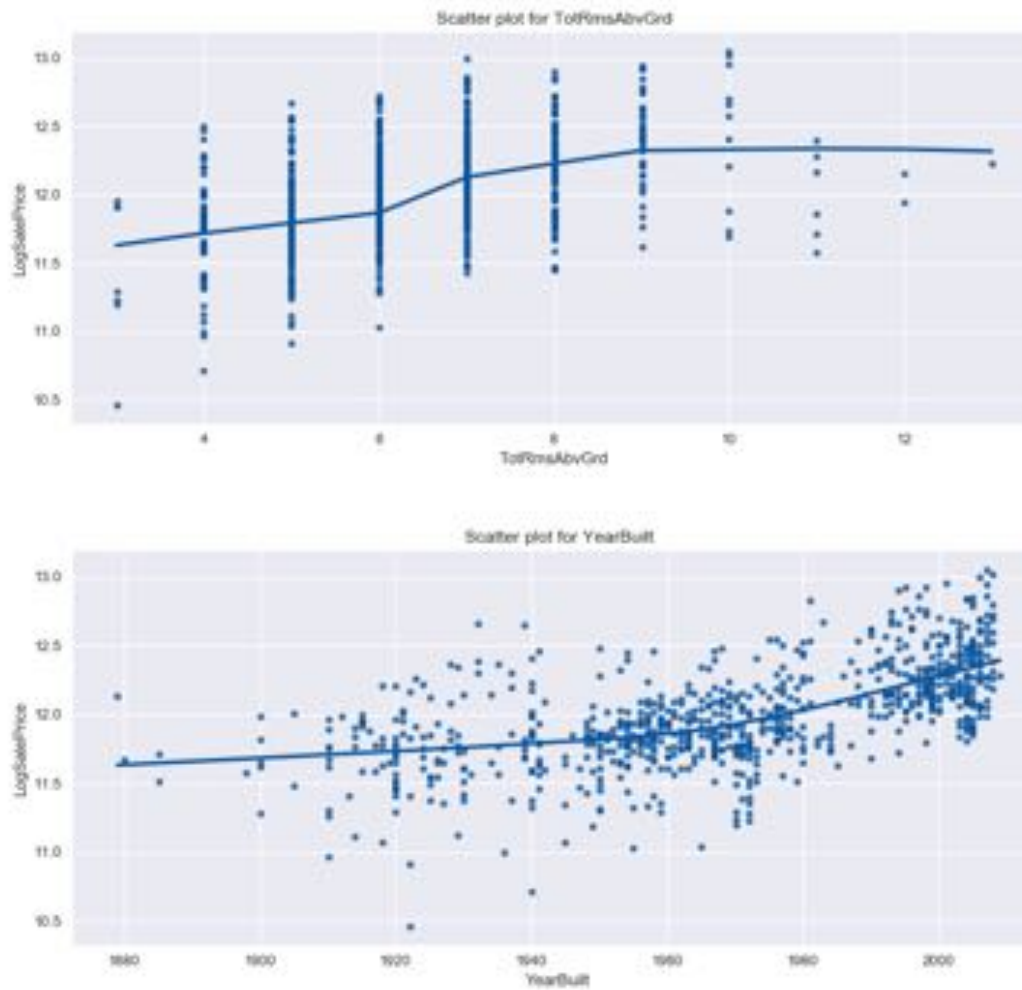 Scatter plot for TotRmsAbvGrd
LogSalePrice
13.0
12.5
12.0
11.5
11.0
10.5
4 6 8 10 12
TotRmsAbvGrd
Scatter plot for YearBuilt
LogSalePrice
13.0
12.5
12.0
11.5
11.0
10.5
1880 1900 1920 1940 1960 1980 2000
YearBuilt